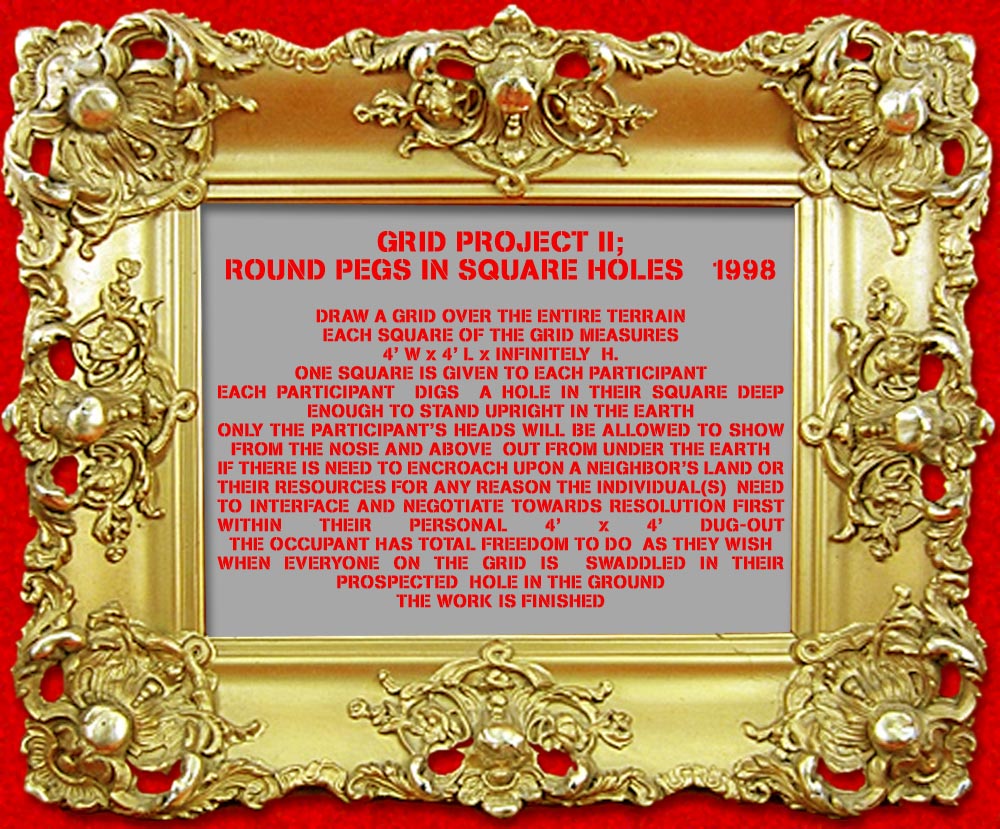 GRID PROJECT II;
ROUND PEGS IN SQUARE HOLES 1998
DRAW A GRID OVER THE ENTIRE TERRAIN
EACH SQUARE OF THE GRID MEASURES
4' W x 4' L x INFINITELY H.
ONE SQUARE IS GIVEN TO EACH PARTICIPANT
EACH PARTICIPANT DIGS A HOLE IN THEIR SQUARE DEEP
ENOUGH TO STAND UPRIGHT IN THE EARTH
ONLY THE PARTICIPANT'S HEADS WILL BE ALLOWED TO SHOW
FROM THE NOSE AND ABOVE OUT FROM UNDER THE EARTH
IF THERE IS NEED TO ENCROACH UPON A NEIGHBOR'S LAND OR
THEIR RESOURCES FOR ANY REASON THE INDIVIDUAL(S) NEED
TO INTERFACE AND NEGOTIATE TOWARDS RESOLUTION FIRST
WITHIN THEIR PERSONAL 4' x 4' DUG-OUT
THE OCCUPANT HAS TOTAL FREEDOM TO DO AS THEY WISH
WHEN EVERYONE ON THE GRID IS SWADDLED IN THEIR
PROSPECTED HOLE IN THE GROUND
THE WORK IS FINISHED